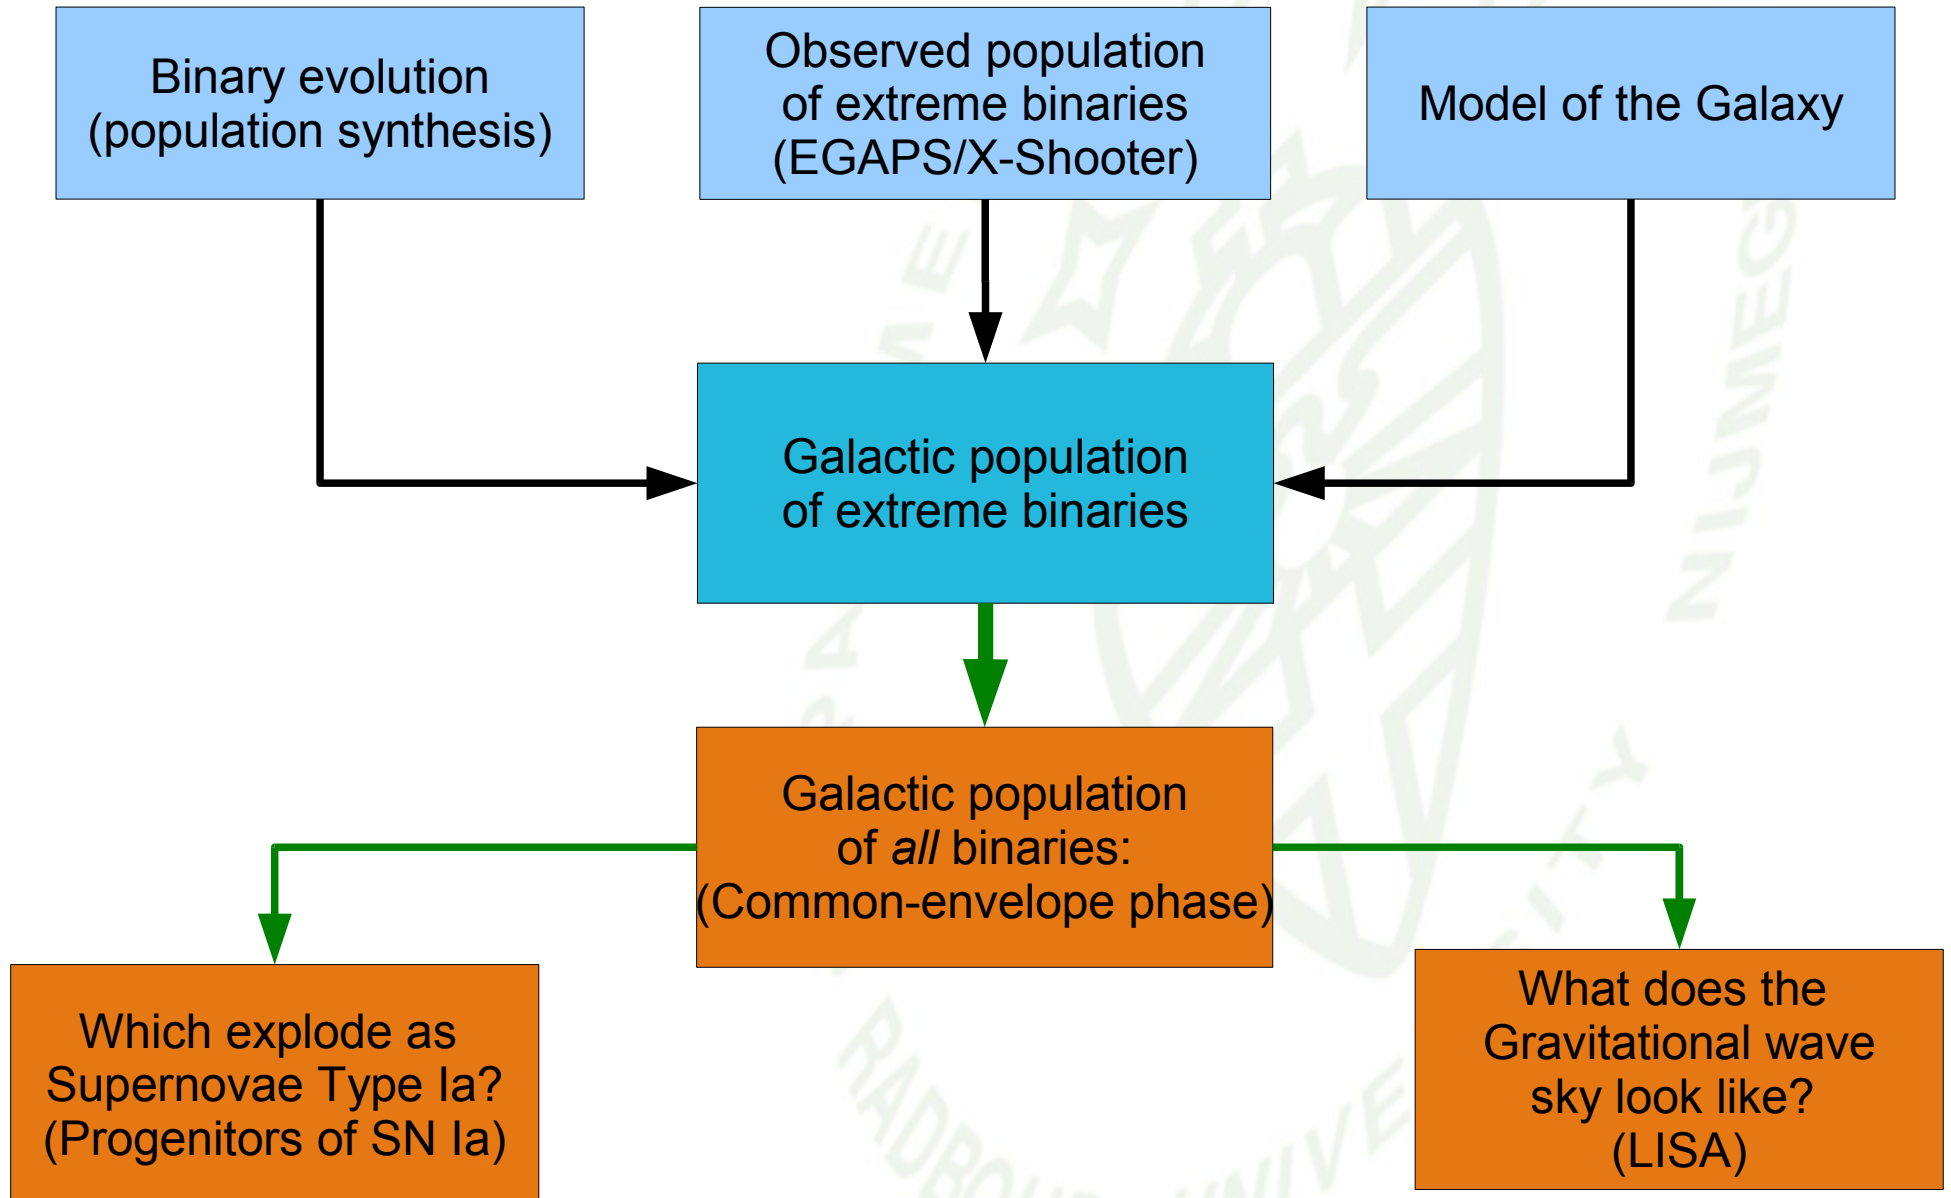 Binary evolution
(population synthesis)
Observed population
of extreme binaries
(EGAPS/X-Shooter)
Model of the Galaxy
Galactic population
of extreme binaries
Galactic population
of all binaries:
(Common-envelope phase)
Which explode as
Supernovae Type Ia?
(Progenitors of SN Ia)
What does the
Gravitational wave
sky look like?
(LISA)